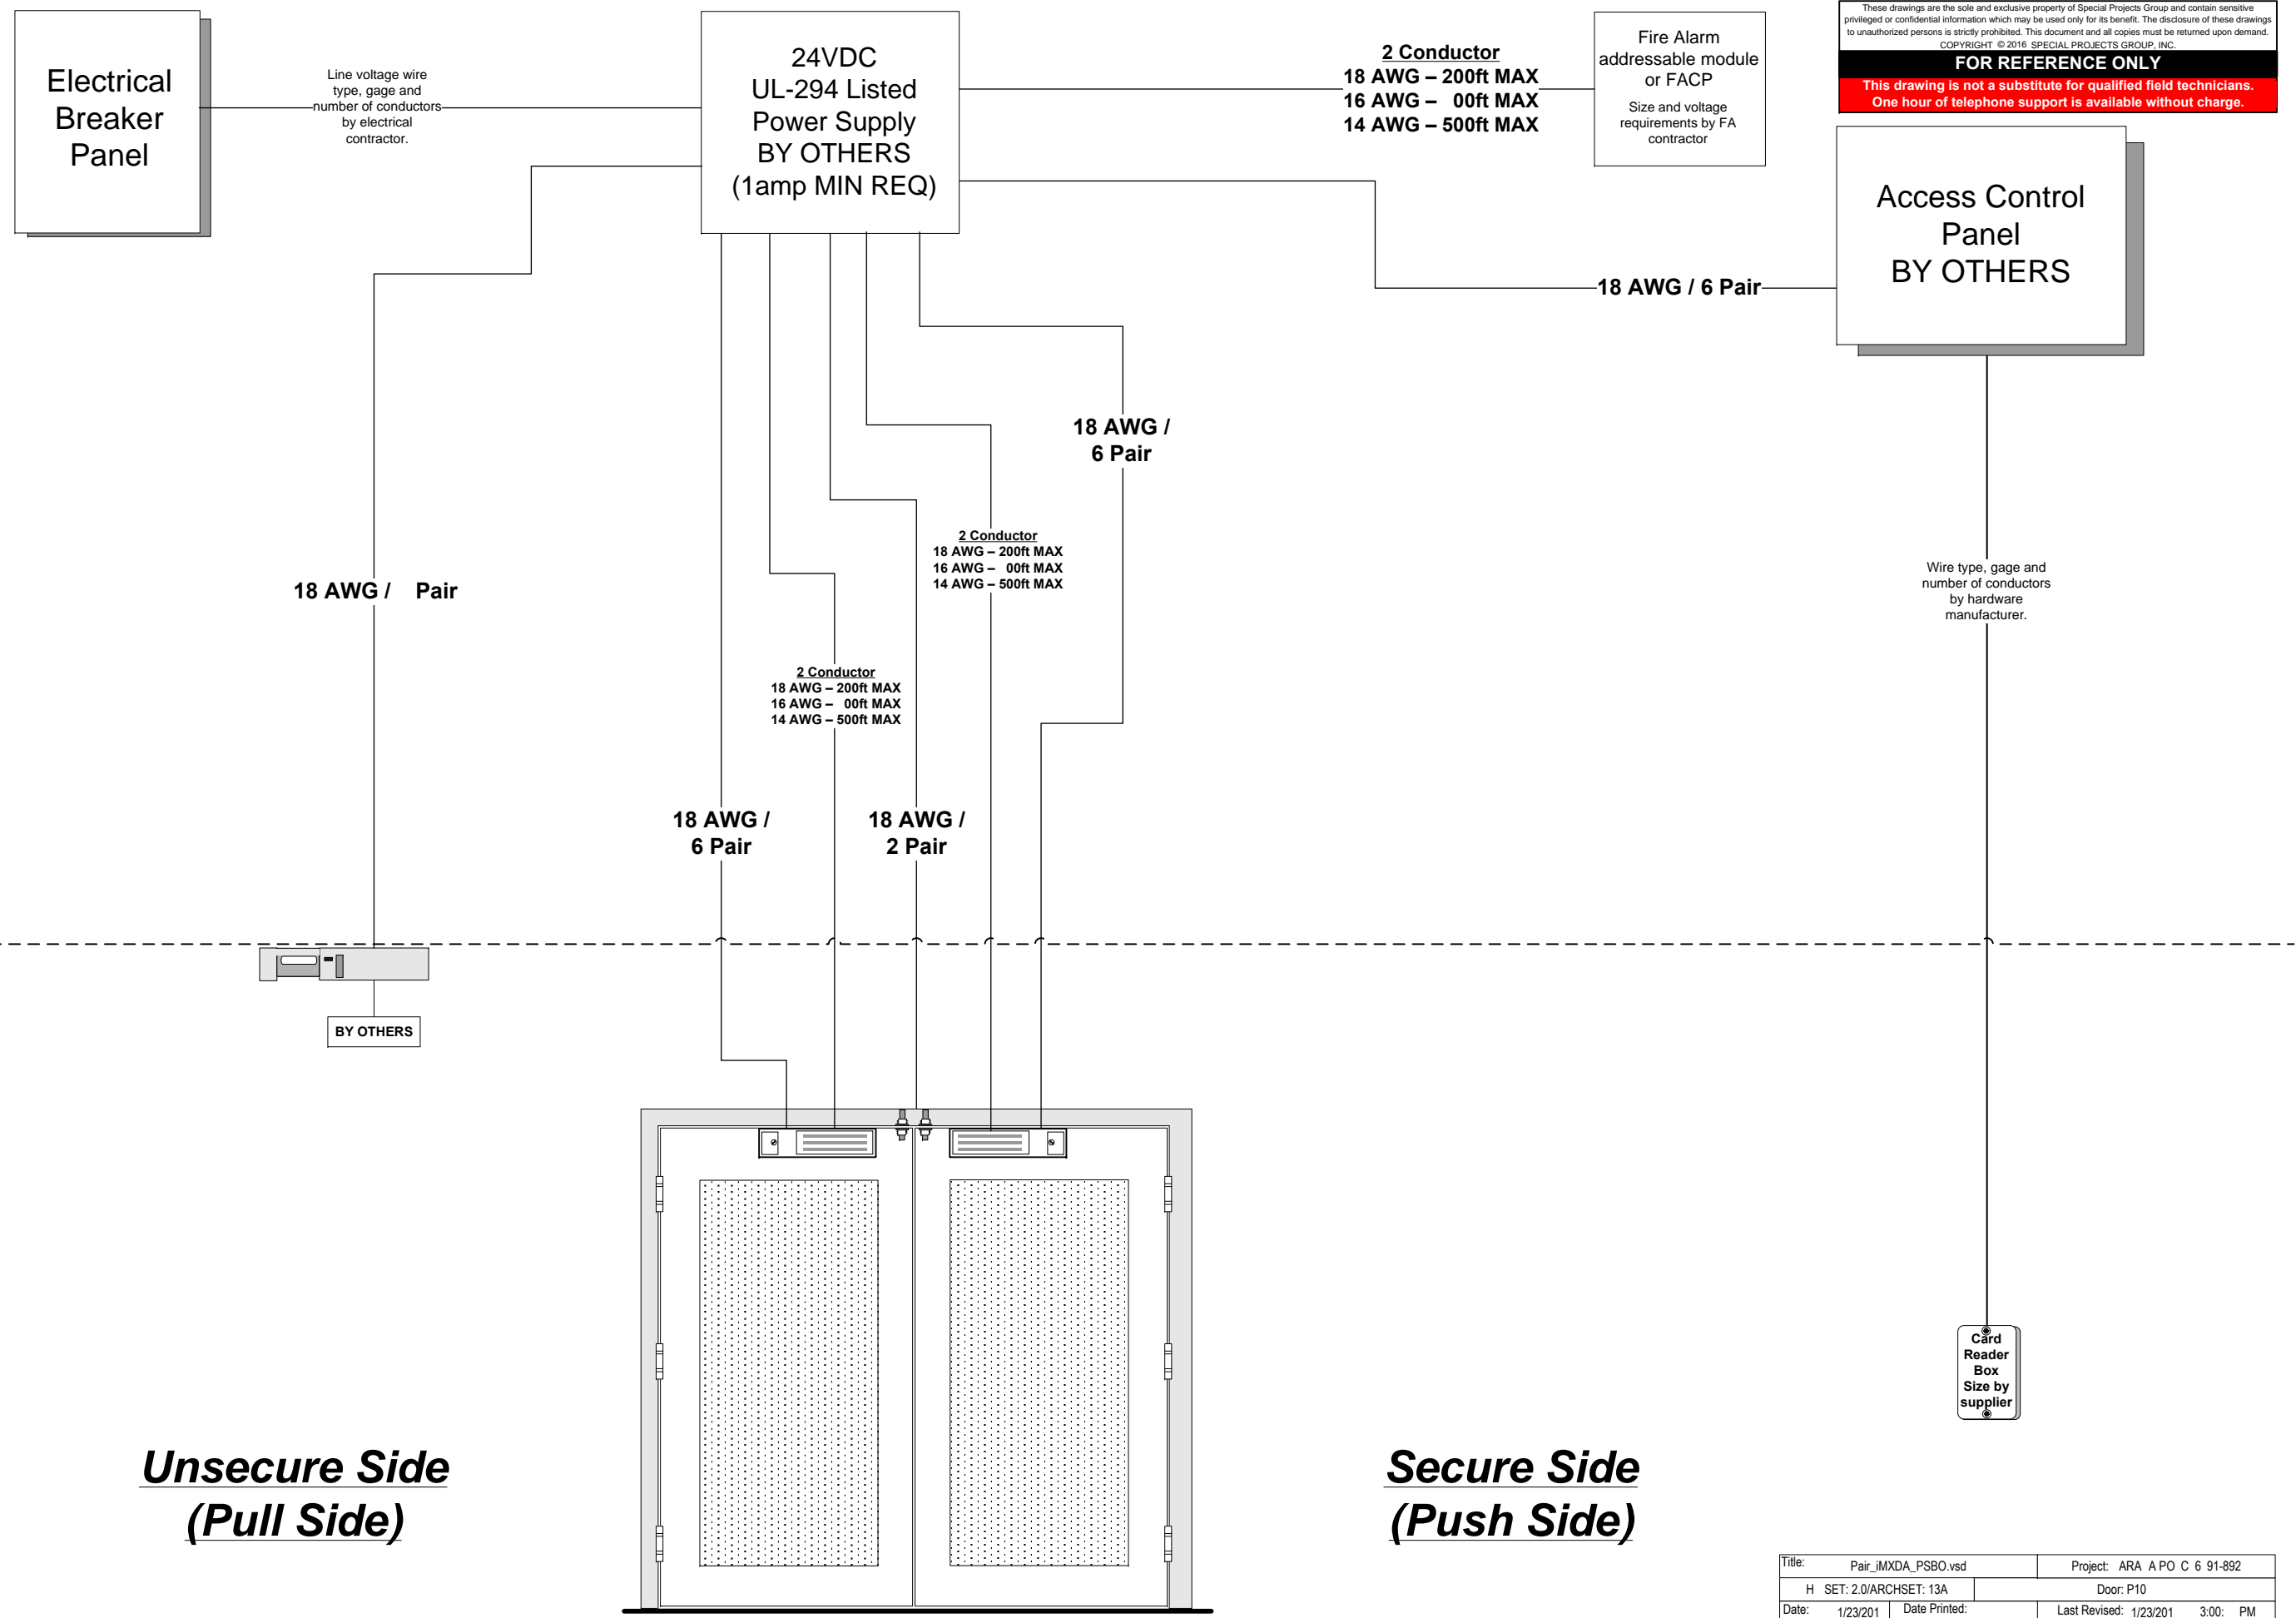 Electrical
Breaker
Panel
Line voltage wire
type, gage and
number of conductors
by electrical
contractor.
24VDC
UL-294 Listed
Power Supply
BY OTHERS
(1amp MIN REQ)
2 Conductor
18 AWG – 200ft MAX
16 AWG – 00ft MAX
14 AWG – 500ft MAX
Fire Alarm
addressable module
or FACP
Size and voltage
requirements by FA
contractor
These drawings are the sole and exclusive property of Special Projects Group and contain sensitive
privileged or confidential information which may be used only for its benefit. The disclosure of these drawings
to unauthorized persons is strictly prohibited. This document and all copies must be returned upon demand.
COPYRIGHT © 2016 SPECIAL PROJECTS GROUP, INC.
FOR REFERENCE ONLY
This drawing is not a substitute for qualified field technicians.
One hour of telephone support is available without charge.
Access Control
Panel
BY OTHERS
18 AWG / 6 Pair
18 AWG /
6 Pair
2 Conductor
18 AWG – 200ft MAX
16 AWG – 00ft MAX
14 AWG – 500ft MAX
18 AWG / Pair
Wire type, gage and
number of conductors
by hardware
manufacturer.
2 Conductor
18 AWG – 200ft MAX
16 AWG – 00ft MAX
14 AWG – 500ft MAX
18 AWG /
6 Pair
18 AWG /
2 Pair
BY OTHERS
Card
Reader
Box
Size by
supplier
Unsecure Side
(Pull Side)
Secure Side
(Push Side)
Title: Pair_iMXDA_PSBO.vsd
Project: ARA A PO C 6 91-892
H SET: 2.0/ARCHSET: 13A
Door: P10
Date: 1/23/201
Date Printed:
Last Revised: 1/23/201 3:00: PM